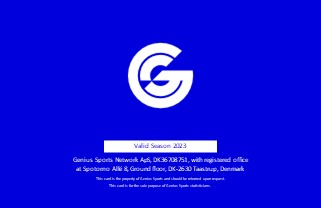 Valid Season 2023
Genius Sports Network ApS, DK36708751, with registered office
at Spotorno Allé 8, Ground floor, DK-2630 Taastrup, Denmark
This card is the property of Genius Sports and should be returned upon request.
This card is for the sole purpose of Genius Sports statisticians.